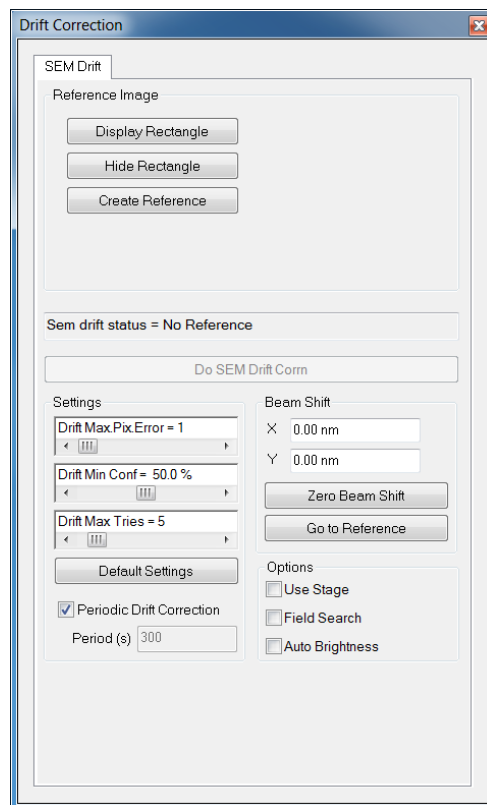 Drift Correction
SEM Drift
Reference Image
Display Rectangle
Hide Rectangle
Create Reference
Sem drift status = No Reference
Do SEM Drift Corrn
Settings
Drift Max.Pix.Error = 1
Drift Min Conf = 50.0 %
Drift Max Tries = 5
Default Settings
Periodic Drift Correction
Period (s) 300
Beam Shift
X 0.00 nm
Y 0.00 nm
Zero Beam Shift
Go to Reference
Options
Use Stage
Field Search
Auto Brightness